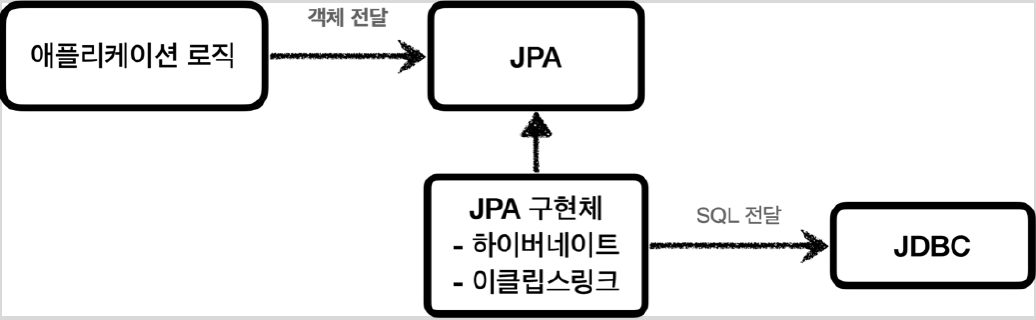 객체 전달
애플리케이션 로직
JPA
JPA 구현체
- 하이버네이트
- 이클립스링크
SQL 전달
JDBC